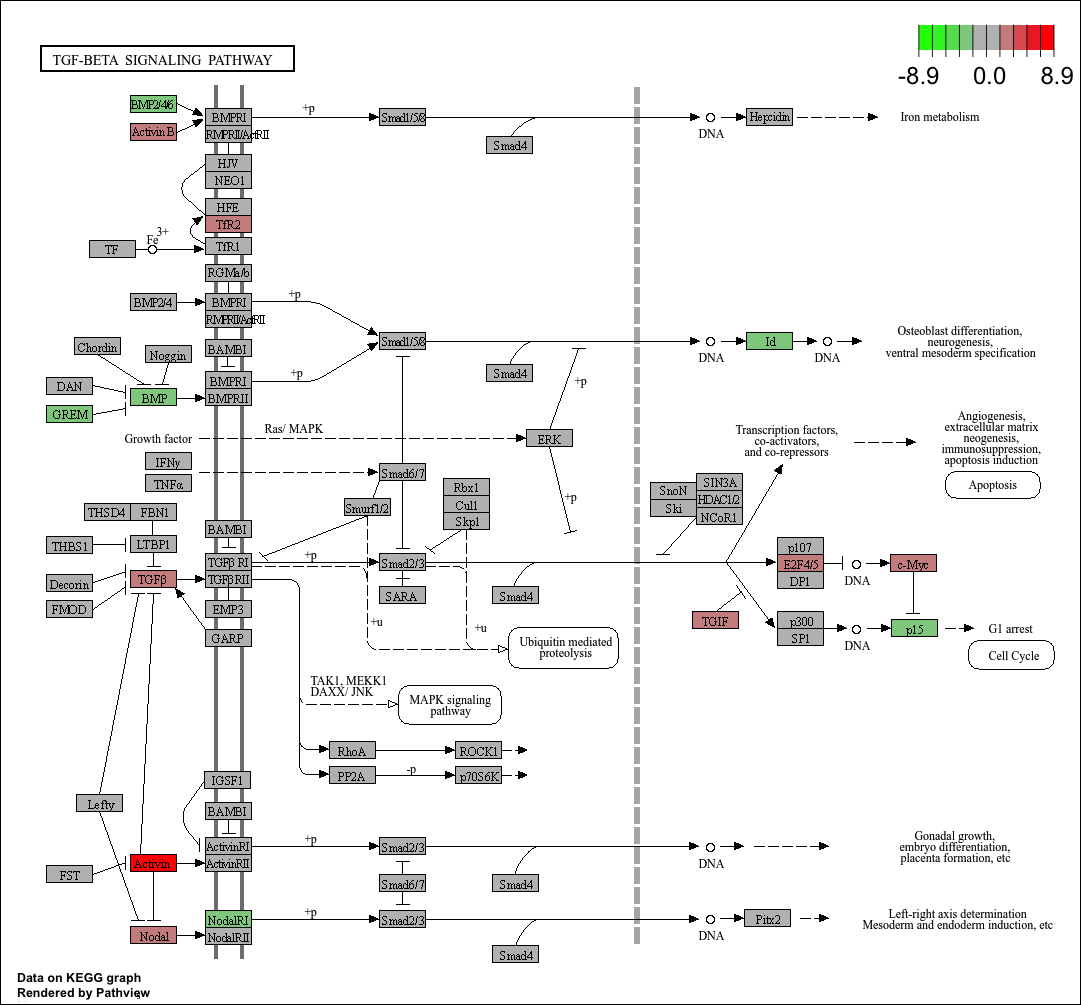 TGF-BETA SIGNALING PATHWAY
-8.9 0.0 8.9
BMP2/4/6
Activin B
BMPRI
BMPRII/ActRII
+p
Smad1/5/8
Smad4
DNA
Hepcidin
Iron metabolism
HJV
NEO1
HFE
TfR2
TF
Fe 3+
TfR1
RGMa/b
BMP2/4
BMPRI
BMPRII/ActRII
+p
Smad1/5/8
Smad4
DNA
Id
DNA
Osteoblast differentiation,
neurogenesis,
ventral mesoderm specification
Chordin
Noggin
BAMBI
DAN
BMP
GREM
BMPRI
BMPRII
+p
Growth factor
Ras/ MAPK
ERK
+p
+p
IFNγ
TNFα
Smad6/7
Smurf1/2
Rbx1
Cul1
Skp1
SnoN
Ski
SIN3A
HDAC1/2
NCoR1
Transcription factors,
co-activators,
and co-repressors
Angiogenesis,
extracellular matrix
neogenesis,
immunosuppression,
apoptosis induction
Apoptosis
THSD4
FBN1
THBS1
LTBP1
BAMBI
Decorin
TGFβ
FMOD
TGFβ RI
TGFβ RII
EMP3
GARP
+p
Smad2/3
SARA
Smad4
+u
+u
Ubiquitin mediated
proteolysis
p107
E2F4/5
DP1
DNA
c-Myc
TGIF
p300
SP1
DNA
p15
G1 arrest
Cell Cycle
TAK1, MEKK1
DAXX/ JNK
MAPK signaling
pathway
RhoA
ROCK1
PP2A
-p
p70S6K
IGSF1
Lefty
BAMBI
FST
Activin
ActivinRI
ActivinRII
+p
Smad2/3
Smad6/7
Smad4
DNA
Gonadal growth,
embryo differentiation,
placenta formation, etc
Nodal
NodalRI
NodalRII
+p
Smad2/3
Smad4
DNA
Pitx2
Left-right axis determination
Mesoderm and endoderm induction, etc
Data on KEGG graph
Rendered by Pathview